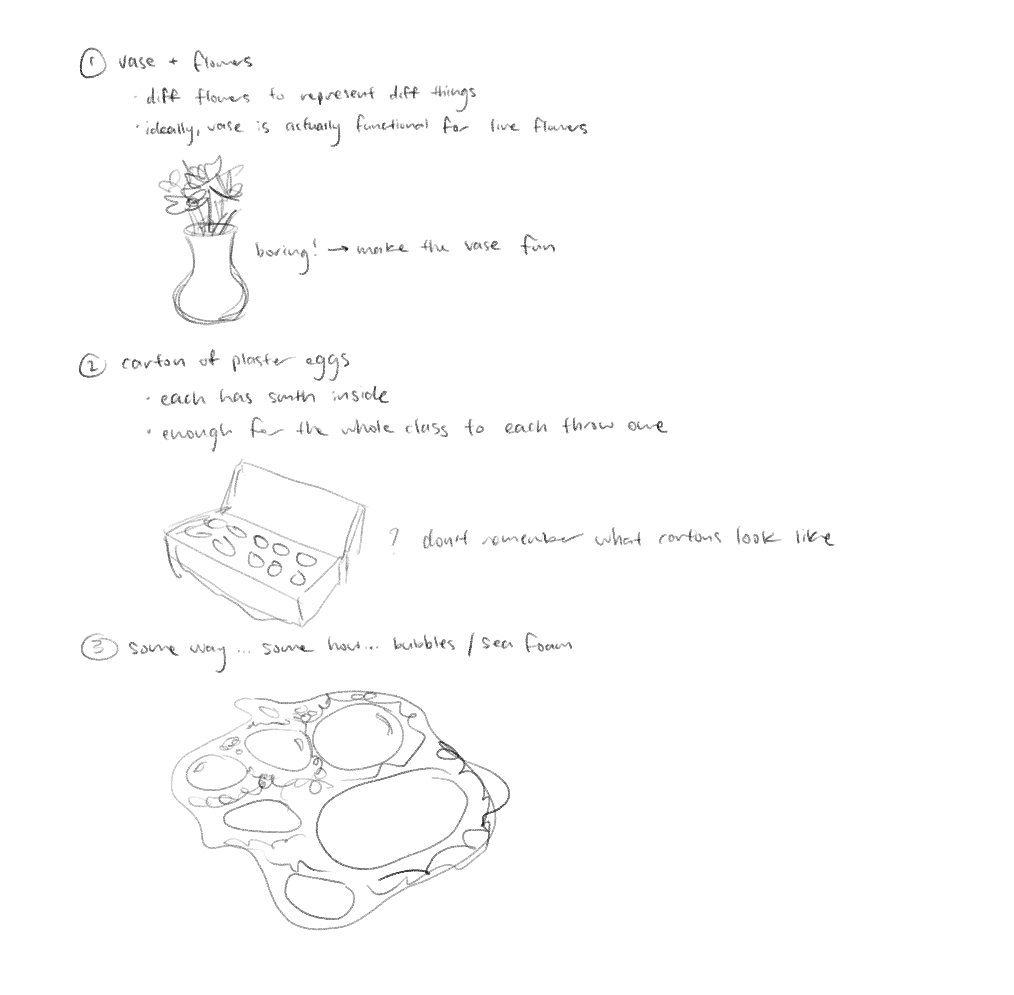 ① vase + flowers
· diff flowers to represent diff things
· ideally, vase is actually functional for live flowers
boring! → make the vase fun
② carton of plaster eggs
· each has smth inside
· enough for the whole class to each throw one
? don't remember what cartons look like
③ some way... some how... bubbles / sea foam